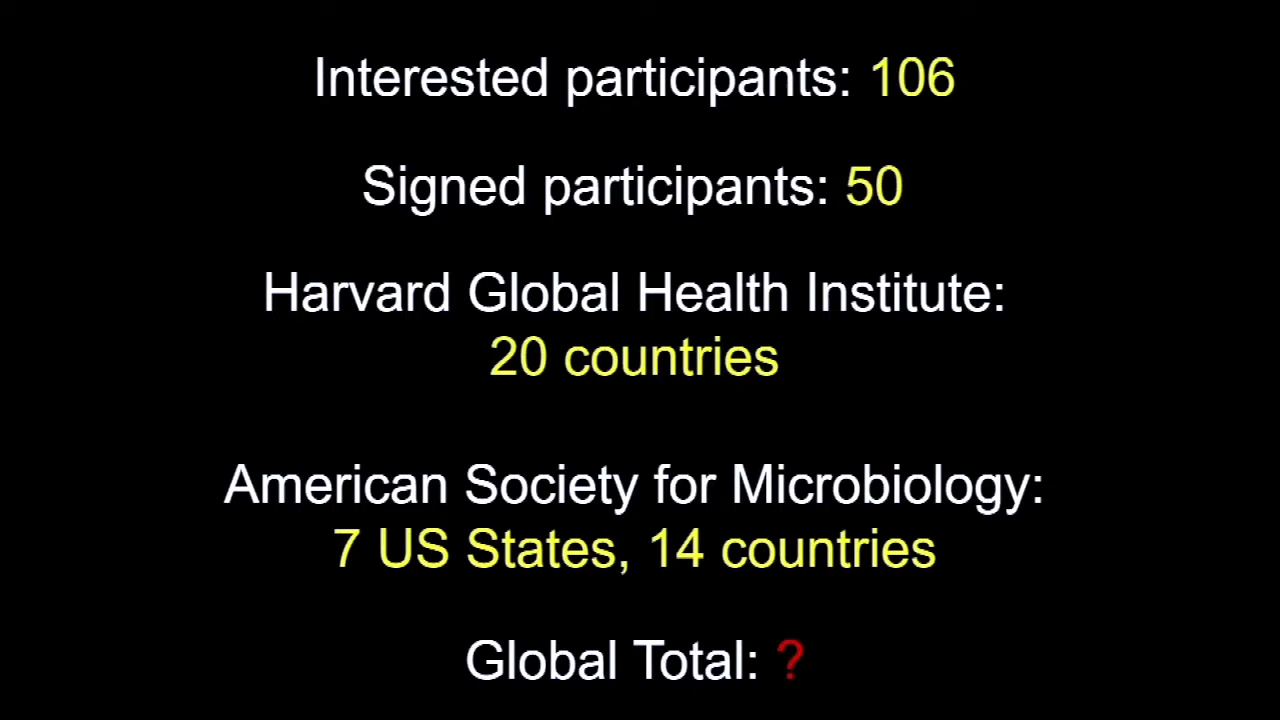 Interested participants: 106
Signed participants: 50
Harvard Global Health Institute:
20 countries
American Society for Microbiology:
7 US States, 14 countries
Global Total: ?